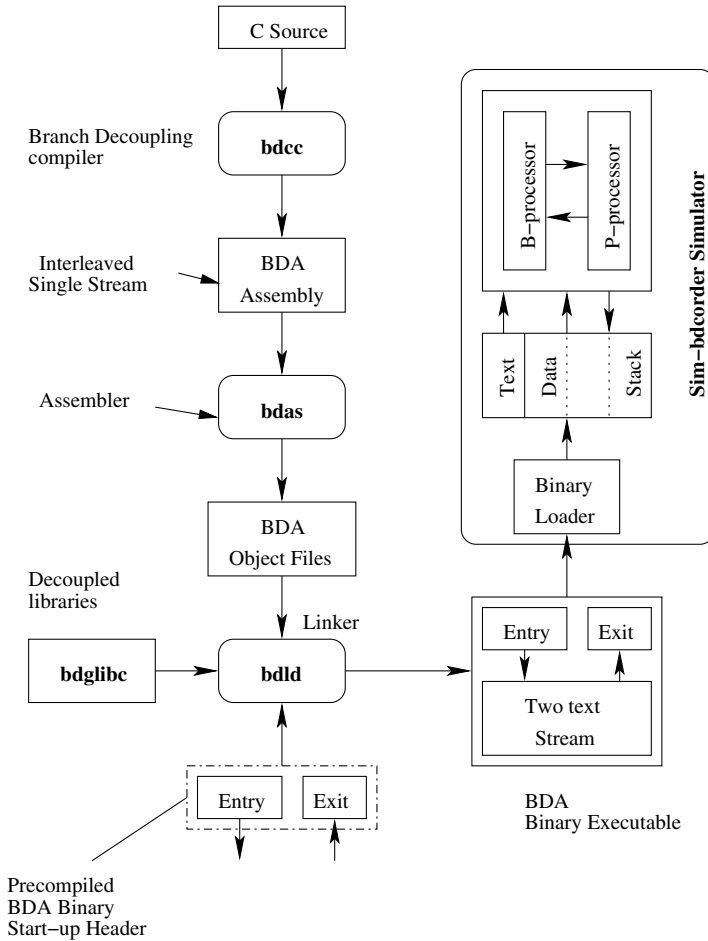 C Source
Branch Decoupling
compiler
bdcc
Interleaved
Single Stream
BDA
Assembly
Assembler
bdas
BDA
Object Files
Decoupled
libraries
Linker
bdglibc
bdld
Entry
Exit
Precompiled
BDA Binary
Start−up Header
B−processor
P−processor
Sim−bdcorder Simulator
Text
Data
Stack
Binary
Loader
Entry
Exit
Two text
Stream
BDA
Binary Executable